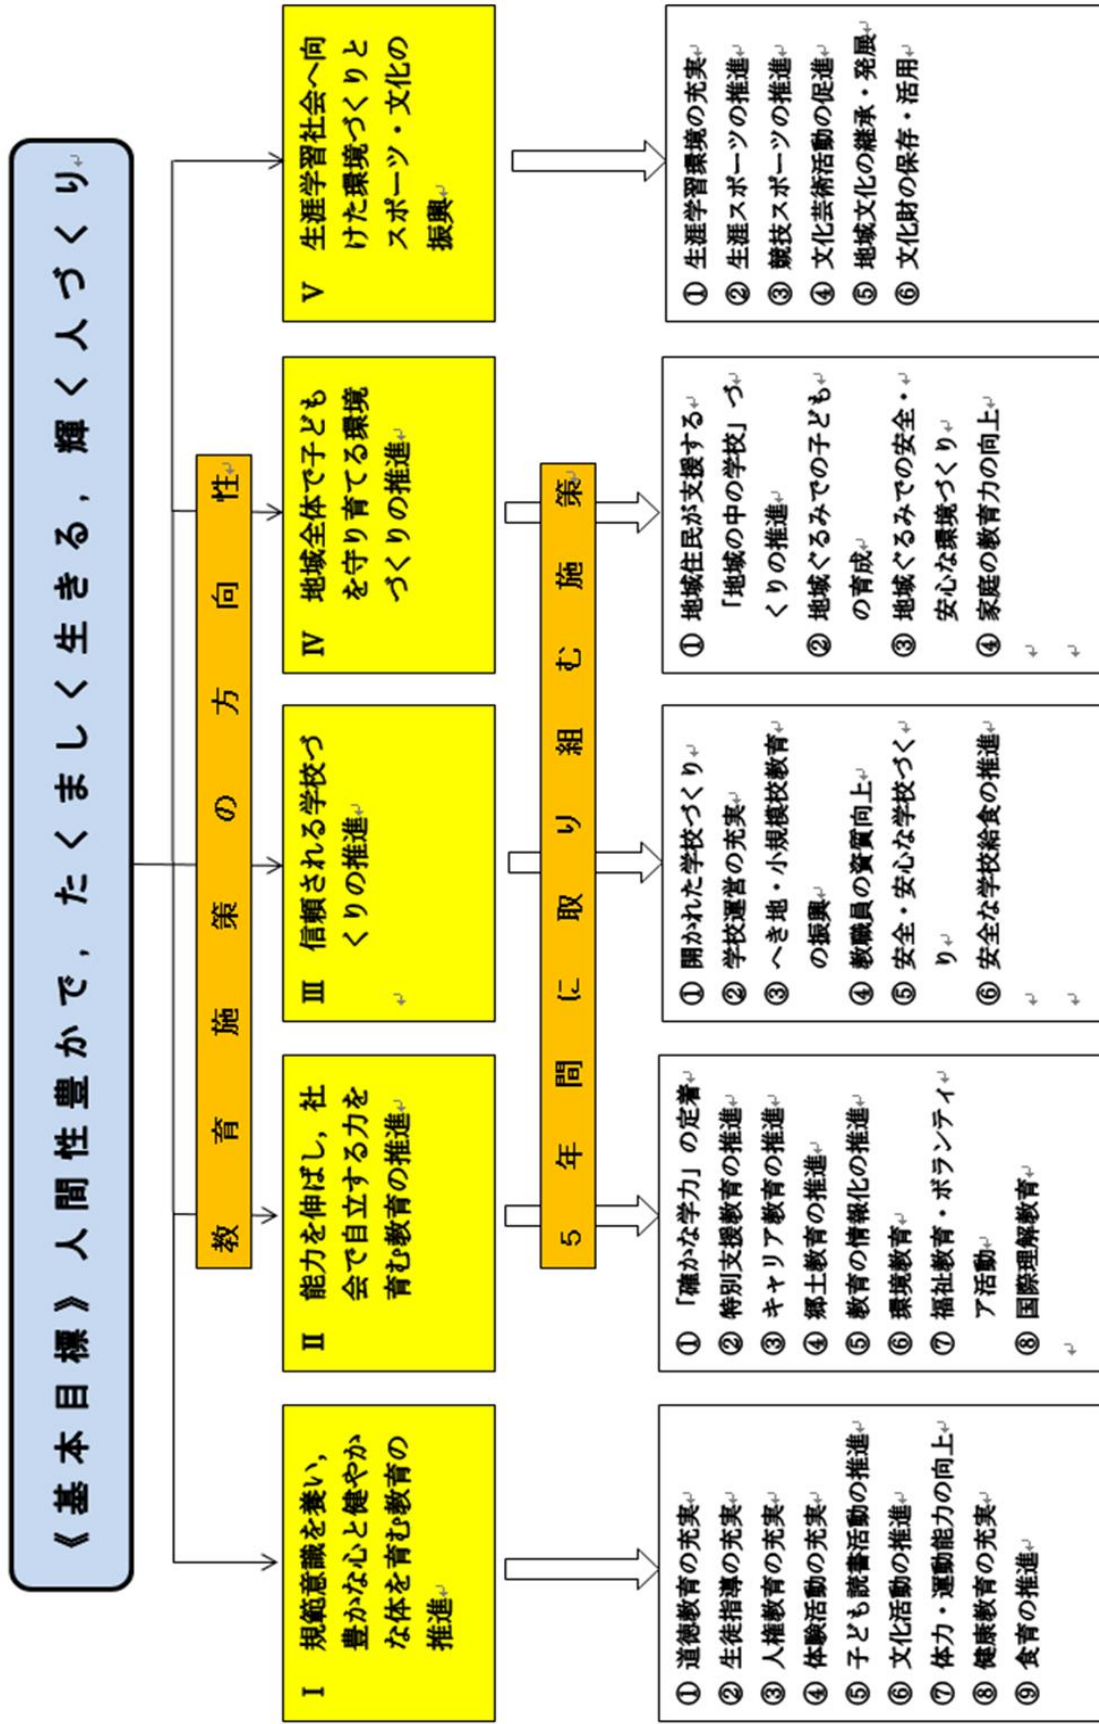 《基本目標》人間性豊かで，たくましく生きる，輝く人づくり
教育施策の方向性
Ⅰ 規範意識を養い，
豊かな心と健やか
な体を育む教育の
推進
Ⅱ 能力を伸ばし，社
会で自立する力を
育む教育の推進
Ⅲ 信頼される学校づ
くりの推進
Ⅳ 地域全体で子ども
を守り育てる環境
づくりの推進
Ⅴ 生涯学習社会へ向
けた環境づくりと
スポーツ・文化の
振興
５年間に取り組む施策
① 道徳教育の充実
② 生徒指導の充実
③ 人権教育の充実
④ 体験活動の充実
⑤ 子ども読書活動の推進
⑥ 文化活動の推進
⑦ 体力・運動能力の向上
⑧ 健康教育の充実
⑨ 食育の推進
① 「確かな学力」の定着
② 特別支援教育の推進
③ キャリア教育の推進
④ 郷土教育の推進
⑤ 教育の情報化の推進
⑥ 環境教育
⑦ 福祉教育・ボランティ
ア活動
⑧ 国際理解教育
① 開かれた学校づくり
② 学校運営の充実
③ へき地・小規模校教育
の振興
④ 教職員の資質向上
⑤ 安全・安心な学校づく
り
⑥ 安全な学校給食の推進
① 地域住民が支援する
「地域の中の学校」づ
くりの推進
② 地域ぐるみでの子ども
の育成
③ 地域ぐるみでの安全・
安心な環境づくり
④ 家庭の教育力の向上
① 生涯学習環境の充実
② 生涯スポーツの推進
③ 競技スポーツの推進
④ 文化芸術活動の促進
⑤ 地域文化の継承・発展
⑥ 文化財の保存・活用